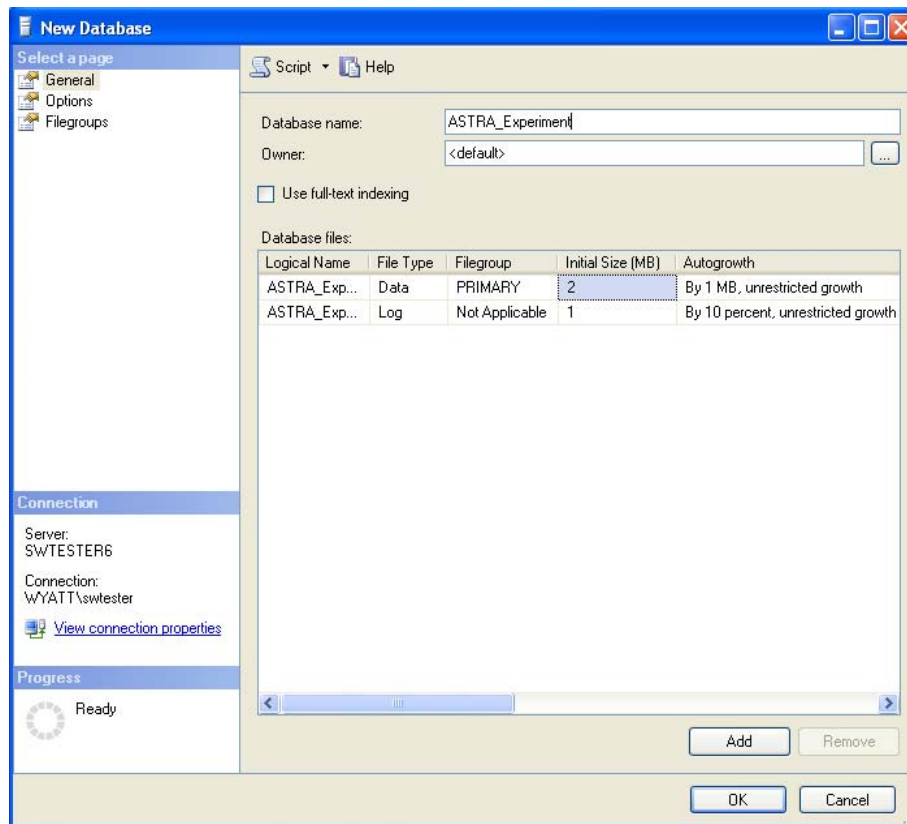 New Database
Select a page
General
Options
Filegroups
Script Help
Database name: ASTRA_Experiment
Owner: <default> ...
Use full-text indexing
Database files:
Logical Name File Type Filegroup Initial Size (MB) Autogrowth
ASTRA_Exp... Data PRIMARY 2 By 1 MB, unrestricted growth
ASTRA_Exp... Log Not Applicable 1 By 10 percent, unrestricted growth
Connection
Server:
SWTESTER6
Connection:
WYATT\swtester
View connection properties
Progress
Ready
Add Remove
OK Cancel